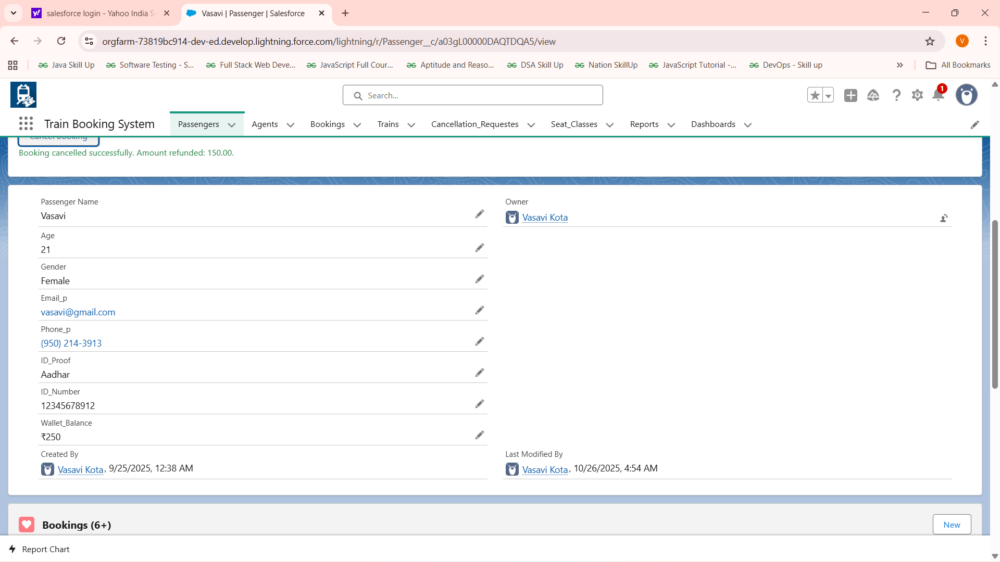 salesforce login - Yahoo India S
Vasavi | Passenger | Salesforce
orgfarm-73819bc914-dev-ed.develop.lightning.force.com/lightning/r/Passenger__c/a03gL00000DAQTDQA5/view
V
Java Skill Up
Software Testing - S...
Full Stack Web Deve...
JavaScript Full Cour...
Aptitude and Reaso...
DSA Skill Up
Nation SkillUp
JavaScript Tutorial -...
DevOps - Skill up
All Bookmarks
Search...
1
Train Booking System
Passengers
Agents
Bookings
Trains
Cancellation_Requestes
Seat_Classes
Reports
Dashboards
Cancel Booking
Booking cancelled successfully. Amount refunded: 150.00.
Passenger Name
Vasavi
Owner
Vasavi Kota
Age
21
Gender
Female
Email_p
vasavi@gmail.com
Phone_p
(950) 214-3913
ID_Proof
Aadhar
ID_Number
12345678912
Wallet_Balance
₹250
Created By
Vasavi Kota, 9/25/2025, 12:38 AM
Last Modified By
Vasavi Kota, 10/26/2025, 4:54 AM
Bookings (6+)
New
Report Chart